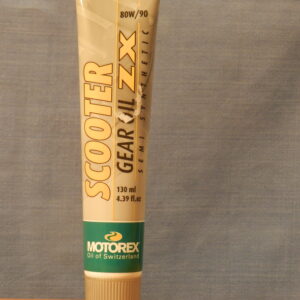 80W/90
SCOOTER
GEAR OIL ZX
SEMI SYNTHETIC
130 ml
4.39 fl.oz
MOTOREX
Oil of Switzerland